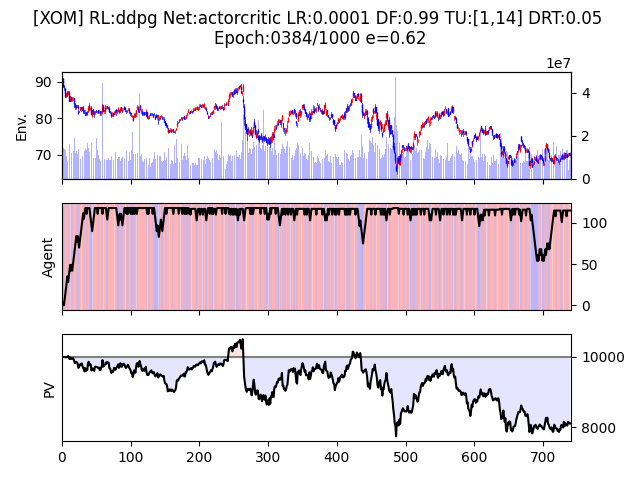 [XOM] RL:ddpg Net:actorcritic LR:0.0001 DF:0.99 TU:[1,14] DRT:0.05
Epoch:0384/1000 e=0.62
1e7
90
80
70
Env.
4
2
0
Agent
100
50
0
PV
10000
8000
0 100 200 300 400 500 600 700